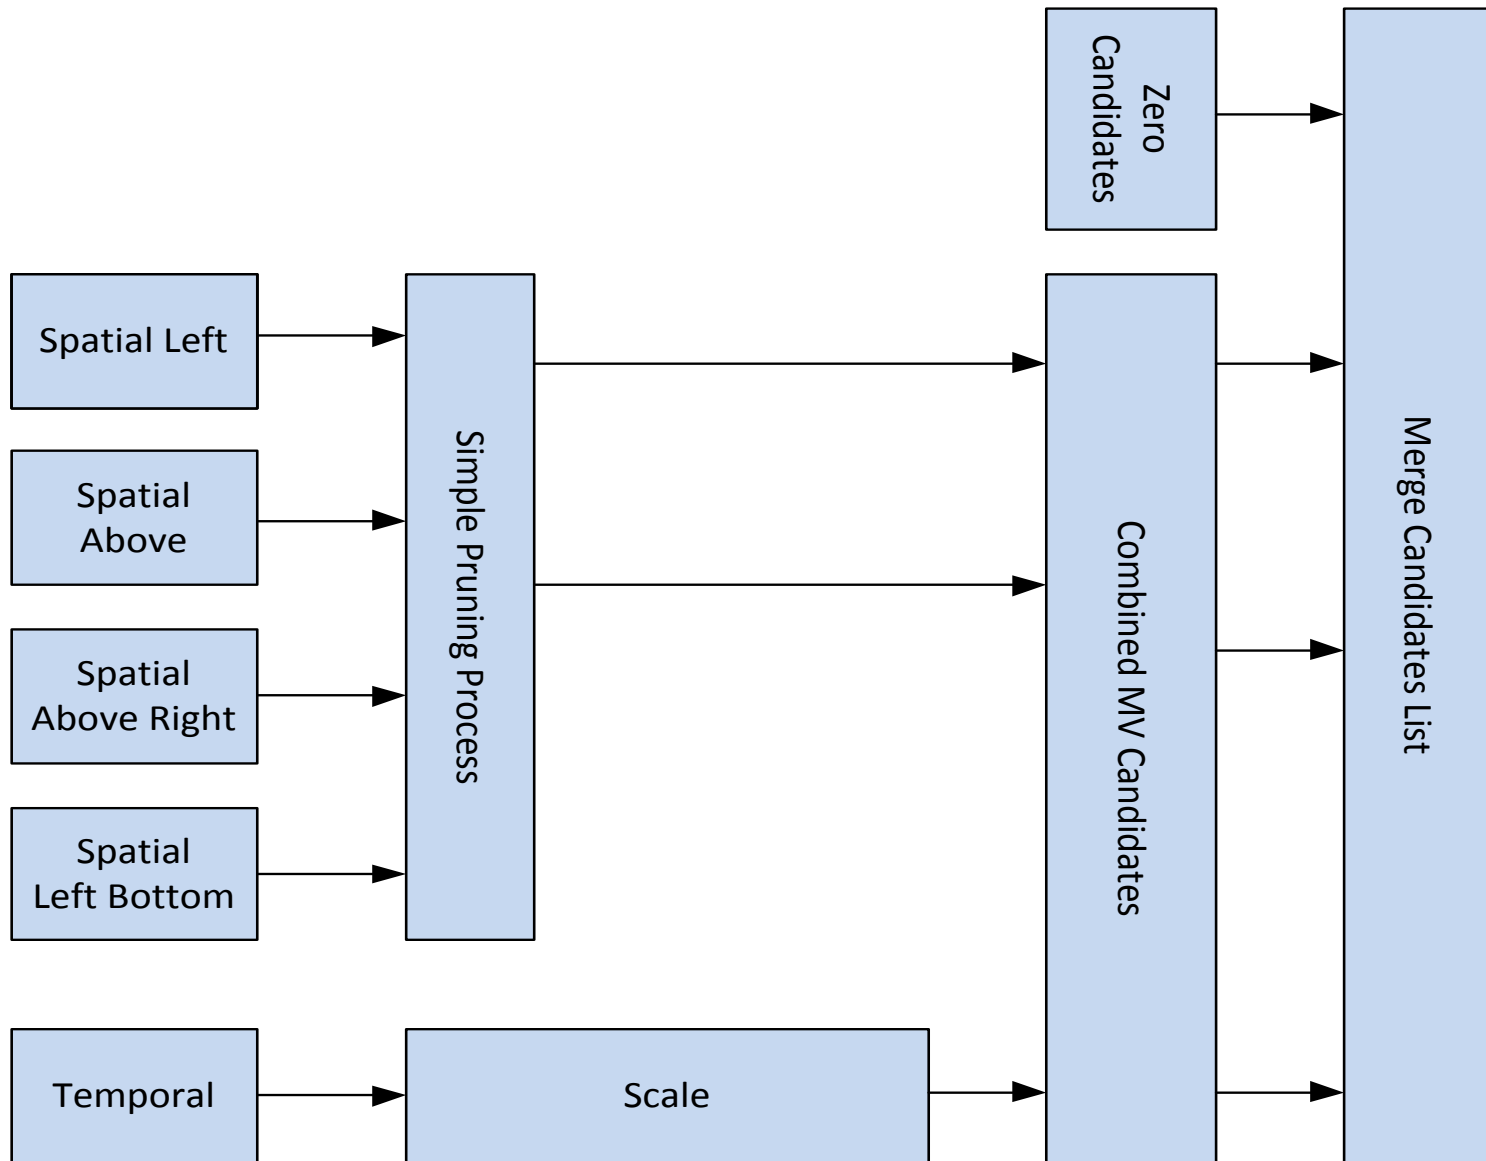 Zero
Candidates
Spatial Left
Spatial
Above
Spatial
Above Right
Spatial
Left Bottom
Temporal
Simple Pruning Process
Scale
Combined MV Candidates
Merge Candidates List